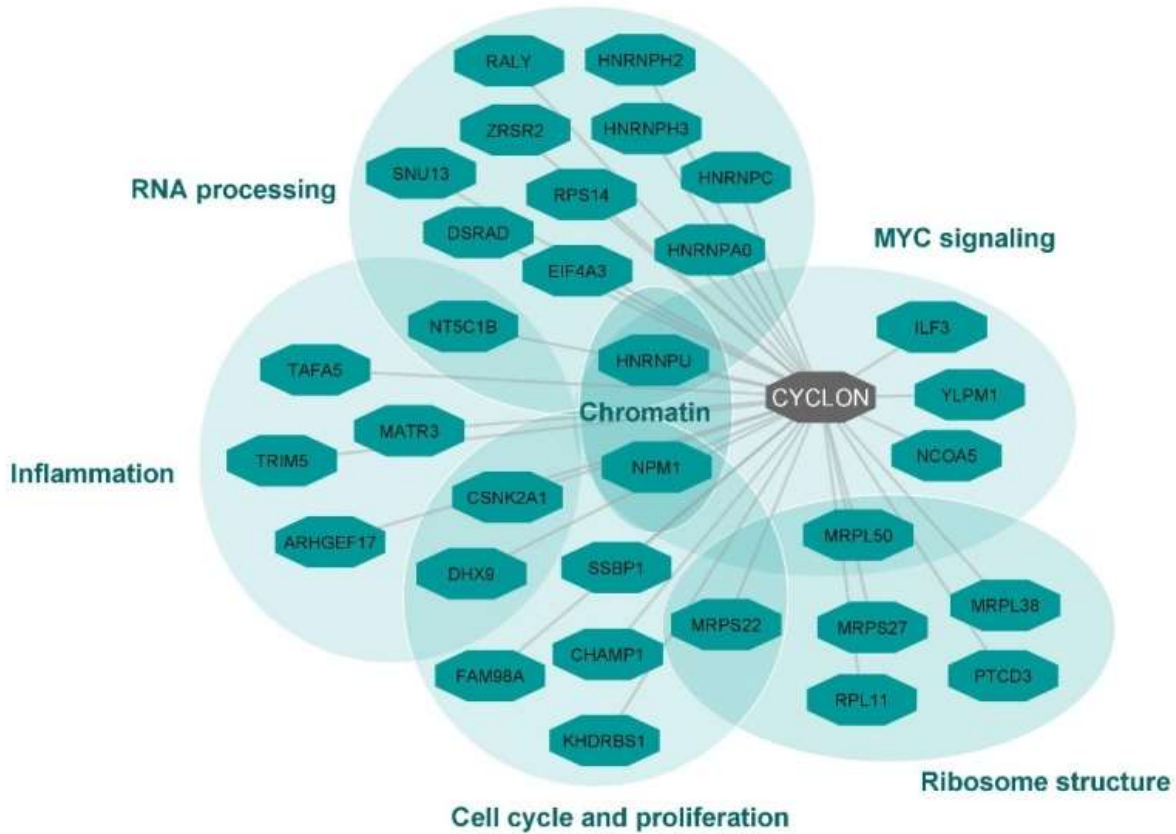 RALY
HNRNPH2
ZRSR2
HNRNPH3
SNU13
HNRNPC
RNA processing
RPS14
DSRAD
HNRNPA0
MYC signaling
EIF4A3
NT5C1B
ILF3
HNRNPU
TAFA5
CYCLON
YLPM1
Chromatin
MATR3
TRIM5
NCOA5
NPM1
Inflammation
CSNK2A1
ARHGEF17
MRPL50
SSBP1
DHX9
MRPL38
MRPS22
MRPS27
CHAMP1
FAM98A
PTCD3
RPL11
KHDRBS1
Ribosome structure
Cell cycle and proliferation